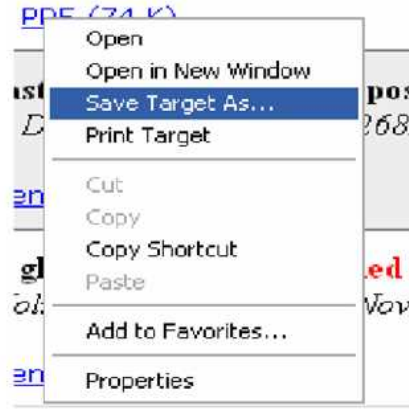 PDF (74 K)
Open
Open in New Window
Save Target As...
Print Target
Cut
Copy
Copy Shortcut
Paste
Add to Favorites...
Properties